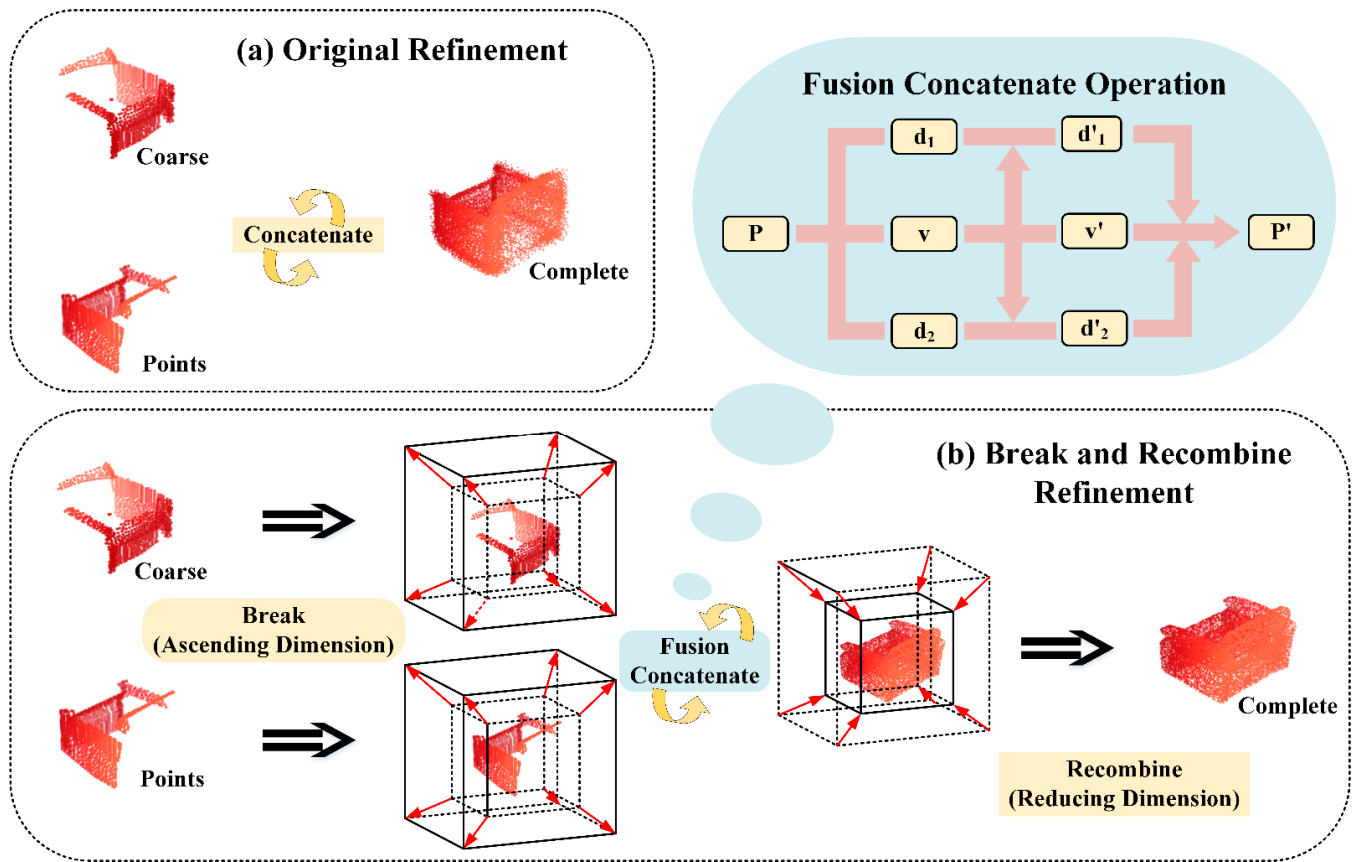 (a) Original Refinement
Coarse
Concatenate
Complete
Points
Fusion Concatenate Operation
d₁
d'₁
P
v
v'
P'
d₂
d'₂
(b) Break and Recombine
Refinement
Coarse
Break
(Ascending Dimension)
Points
Fusion
Concatenate
Complete
Recombine
(Reducing Dimension)